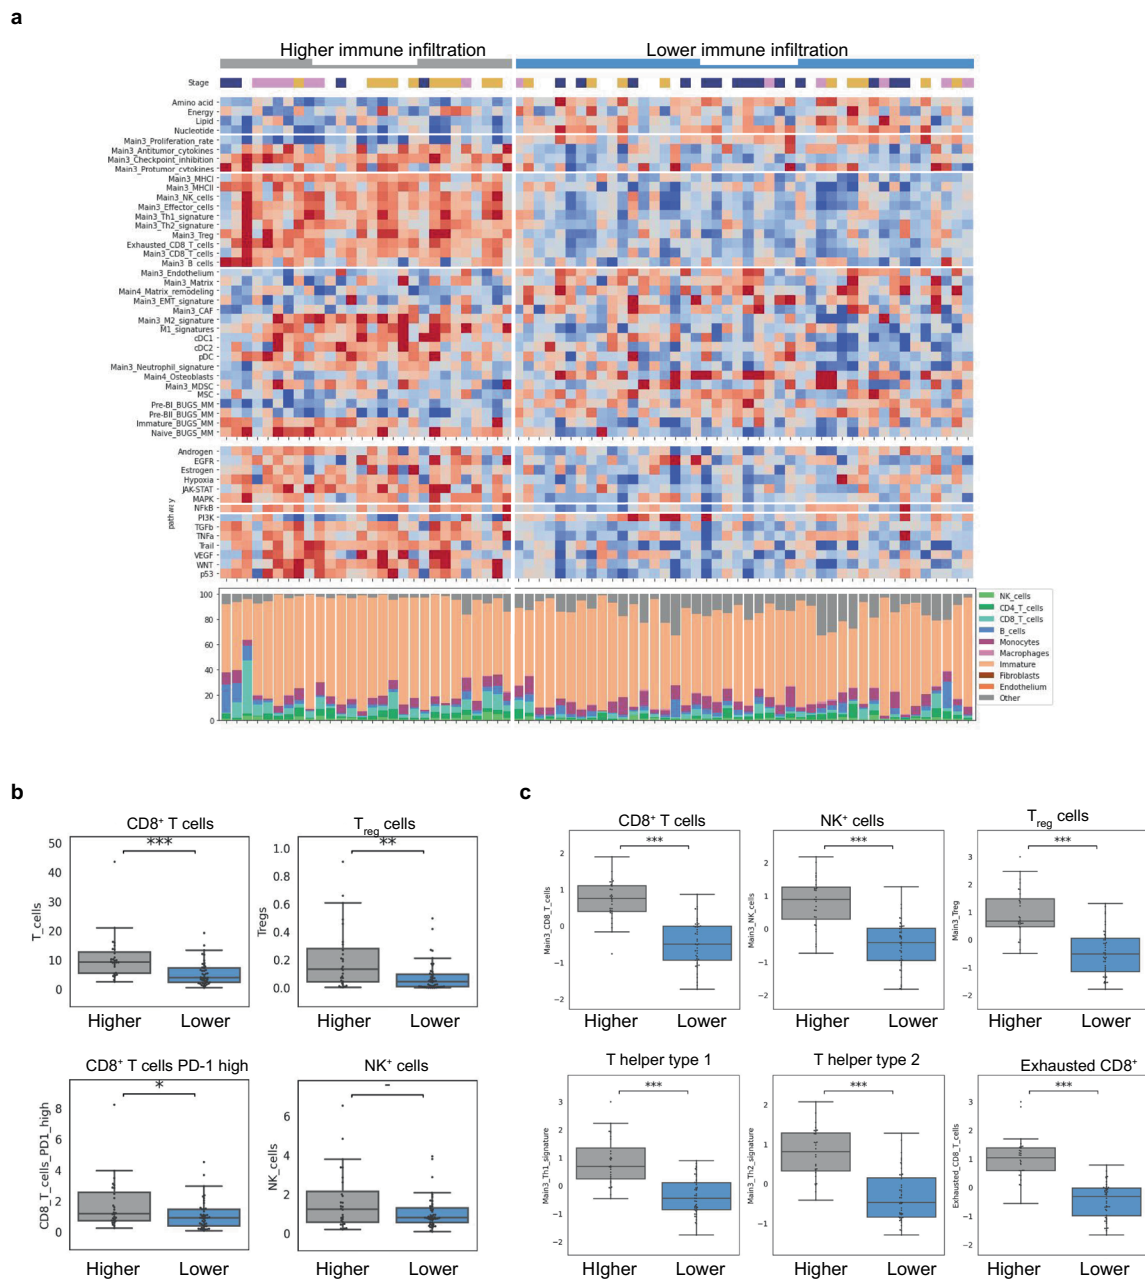 a
Higher immune infiltration
Lower immune infiltration
Stage
Amino acid
Energy
Lipid
Nucleotide
Main3_Proliferation_rate
Main3_Antitumor_cytokines
Main3_Checkpoint_inhibition
Main3_Protumor_cytokines
Main3_MHCI
Main3_MHCII
Main3_NK_cells
Main3_Effector_cells
Main3_Th1_signature
Main3_Th2_signature
Main3_Treg
Exhausted_CD8_T_cells
Main3_CD8_T_cells
Main3_B_cells
Main3_Endothelium
Main3_Matrix
Main4_Matrix_remodeling
Main3_EMT_signature
Main3_CAF
Main3_M2_signature
M1_signatures
cDC1
cDC2
pDC
Main3_Neutrophil_signature
Main4_Osteoblasts
Main3_MDSC
MSC
Pre-BI_BUGS_MM
Pre-BII_BUGS_MM
Immature_BUGS_MM
Naive_BUGS_MM
pathway
Androgen
EGFR
Estrogen
Hypoxia
JAK-STAT
MAPK
NFkB
PI3K
TGFb
TNFa
Trail
VEGF
WNT
p53
100
80
60
40
20
0
NK_cells
CD4_T_cells
CD8_T_cells
B_cells
Monocytes
Macrophages
Immature
Fibroblasts
Endothelium
Other
b
CD8+ T cells
***
T_cells
50
40
30
20
10
0
Higher Lower
Treg cells
**
Tregs
1.0
0.8
0.6
0.4
0.2
0.0
Higher Lower
CD8+ T cells PD-1 high
*
CD8_T_cells_PD1_high
8
6
4
2
0
Higher Lower
NK+ cells
-
NK_cells
6
4
2
0
Higher Lower
c
CD8+ T cells
***
Main3_CD8_T_cells
2
1
0
−1
−2
Higher Lower
NK+ cells
***
Main3_NK_cells
2
1
0
−1
−2
Higher Lower
Treg cells
***
Main3_Treg
3
2
1
0
−1
−2
Higher Lower
T helper type 1
***
Main3_Th1_signature
3
2
1
0
−1
−2
HIgher Lower
T helper type 2
***
Main3_Th2_signature
2
1
0
−1
Higher Lower
Exhausted CD8+
***
Exhausted_CD8_T_cells
3
2
1
0
−1
−2
Higher Lower